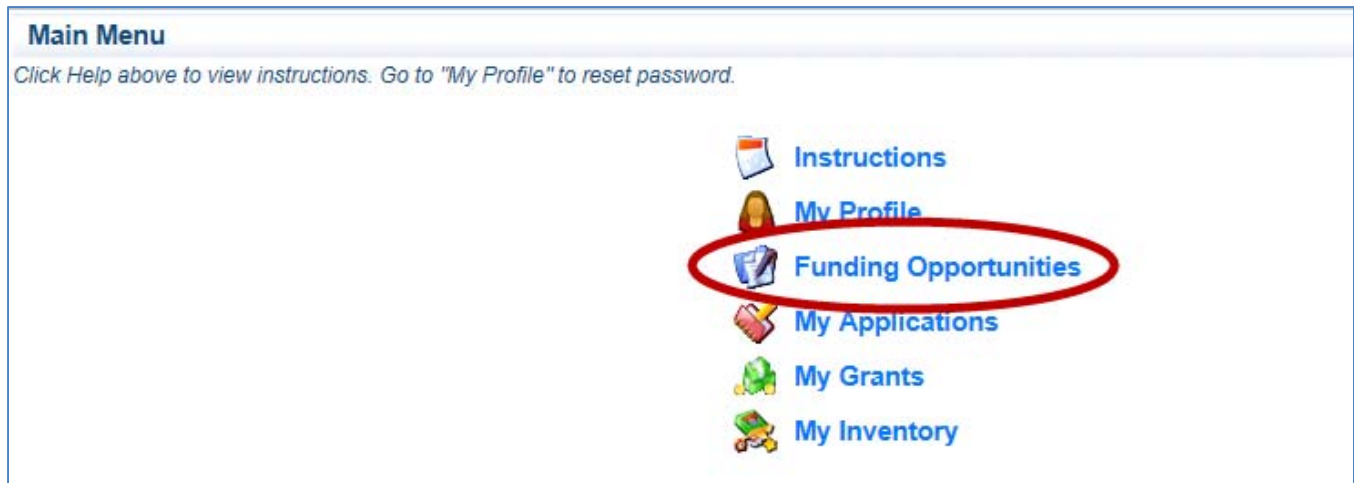 Main Menu
Click Help above to view instructions. Go to "My Profile" to reset password.
Instructions
My Profile
Funding Opportunities
My Applications
My Grants
My Inventory